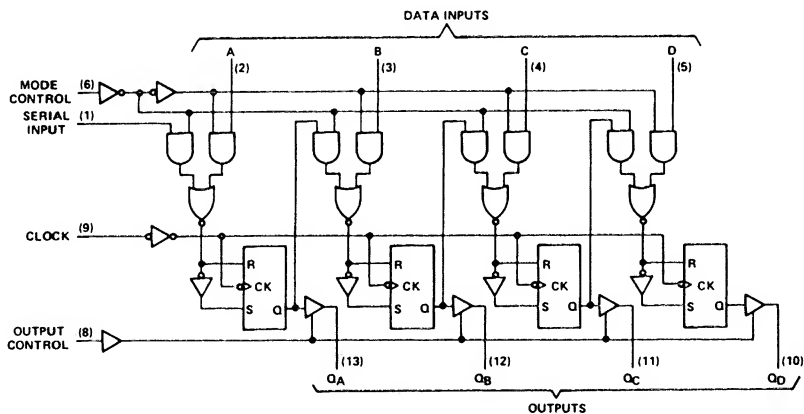 DATA INPUTS
A B C D
(2) (3) (4) (5)
MODE CONTROL (6)
SERIAL INPUT (1)
CLOCK (9)
R R R R
CK CK CK CK
S Q S Q S Q S Q
OUTPUT CONTROL (8)
(13) (12) (11) (10)
QA QB QC QD
OUTPUTS